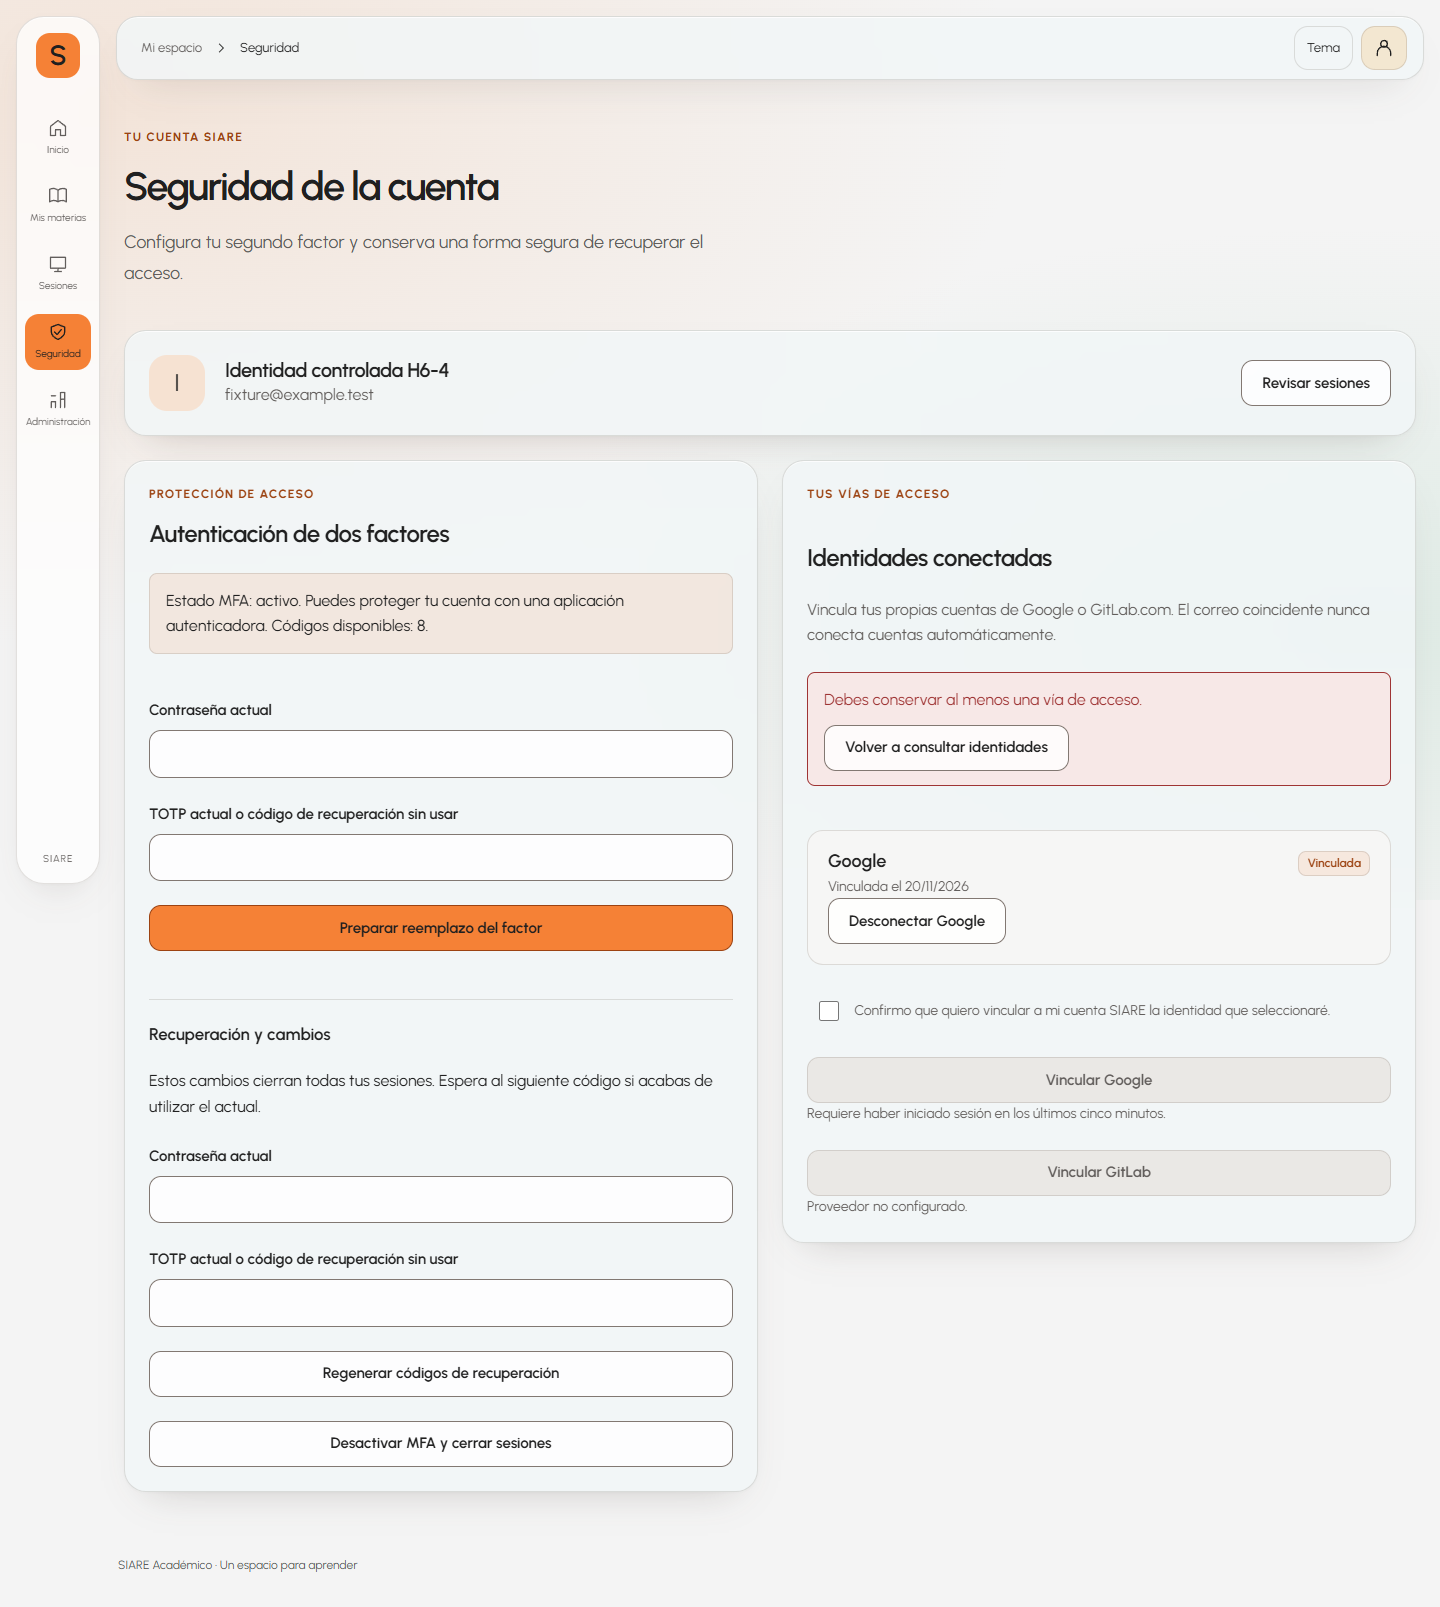 S
Inicio
Mis materias
Sesiones
Seguridad
Administración
SIARE
Mi espacio
Seguridad
Tema
TU CUENTA SIARE
Seguridad de la cuenta
Configura tu segundo factor y conserva una forma segura de recuperar el
acceso.
I
Identidad controlada H6-4
fixture@example.test
Revisar sesiones
PROTECCIÓN DE ACCESO
Autenticación de dos factores
Estado MFA: activo. Puedes proteger tu cuenta con una aplicación
autenticadora. Códigos disponibles: 8.
Contraseña actual
TOTP actual o código de recuperación sin usar
Preparar reemplazo del factor
Recuperación y cambios
Estos cambios cierran todas tus sesiones. Espera al siguiente código si acabas de
utilizar el actual.
Contraseña actual
TOTP actual o código de recuperación sin usar
Regenerar códigos de recuperación
Desactivar MFA y cerrar sesiones
TUS VÍAS DE ACCESO
Identidades conectadas
Vincula tus propias cuentas de Google o GitLab.com. El correo coincidente nunca
conecta cuentas automáticamente.
Debes conservar al menos una vía de acceso.
Volver a consultar identidades
Google
Vinculada
Vinculada el 20/11/2026
Desconectar Google
Confirmo que quiero vincular a mi cuenta SIARE la identidad que seleccionaré.
Vincular Google
Requiere haber iniciado sesión en los últimos cinco minutos.
Vincular GitLab
Proveedor no configurado.
SIARE Académico · Un espacio para aprender